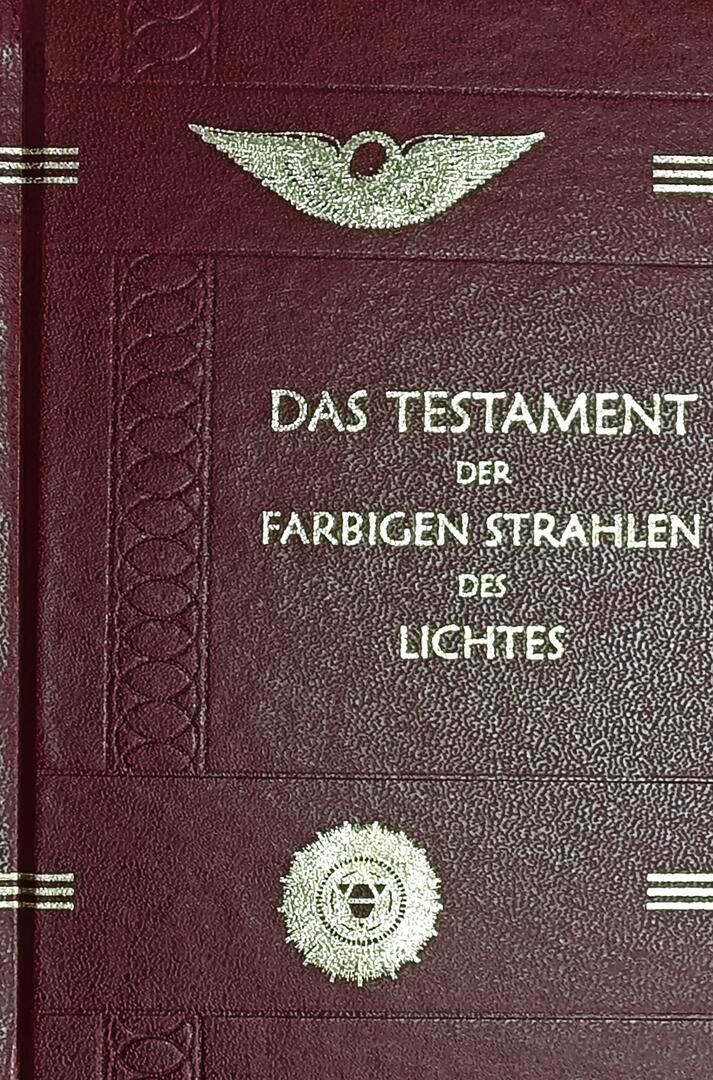 DAS TESTAMENT
DER
FARBIGEN STRAHLEN
DES
LICHTES